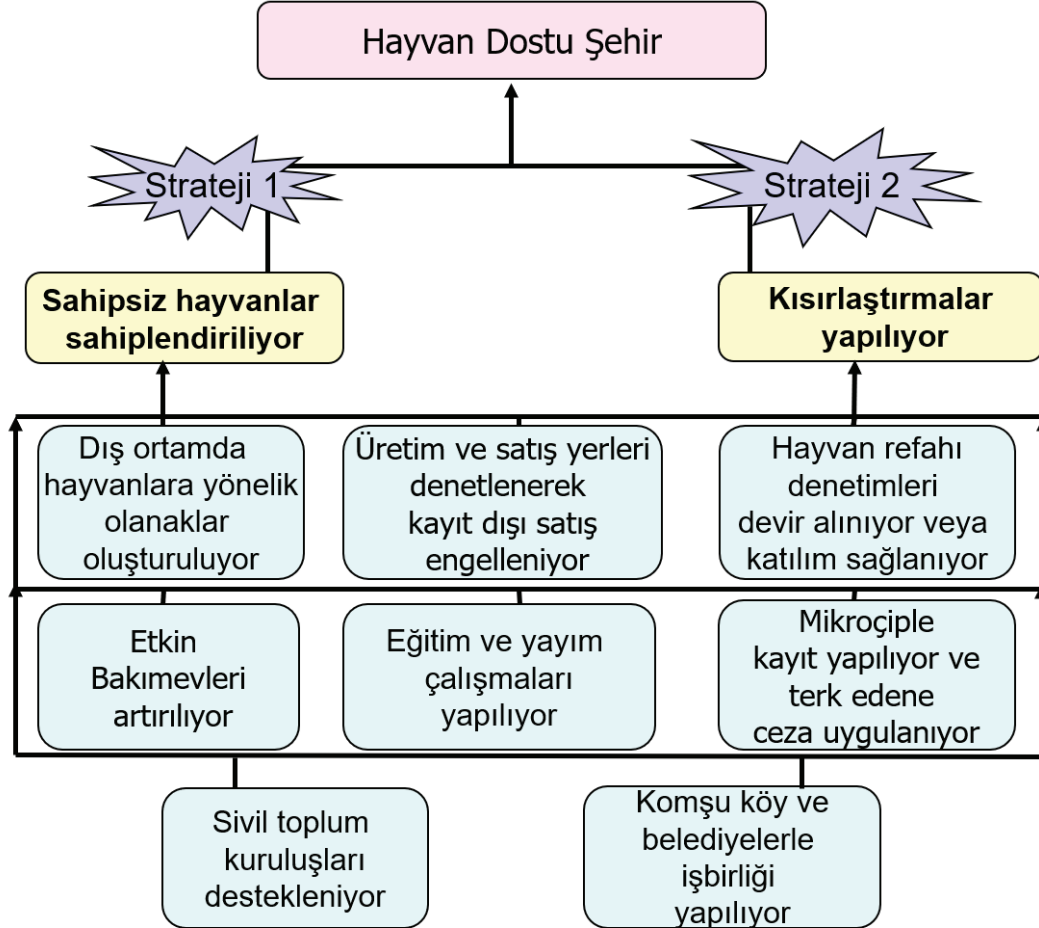 Hayvan Dostu Şehir
Strateji 1
Strateji 2
Sahipsiz hayvanlar
sahiplendiriliyor
Kısırlaştırmalar
yapılıyor
Dış ortamda
hayvanlara yönelik
olanaklar
oluşturuluyor
Üretim ve satış yerleri
denetlenerek
kayıt dışı satış
engelleniyor
Hayvan refahı
denetimleri
devir alınıyor veya
katılım sağlanıyor
Etkin
Bakımevleri
artırılıyor
Eğitim ve yayım
çalışmaları
yapılıyor
Mikroçiple
kayıt yapılıyor ve
terk edene
ceza uygulanıyor
Sivil toplum
kuruluşları
destekleniyor
Komşu köy ve
belediyelerle
işbirliği
yapılıyor